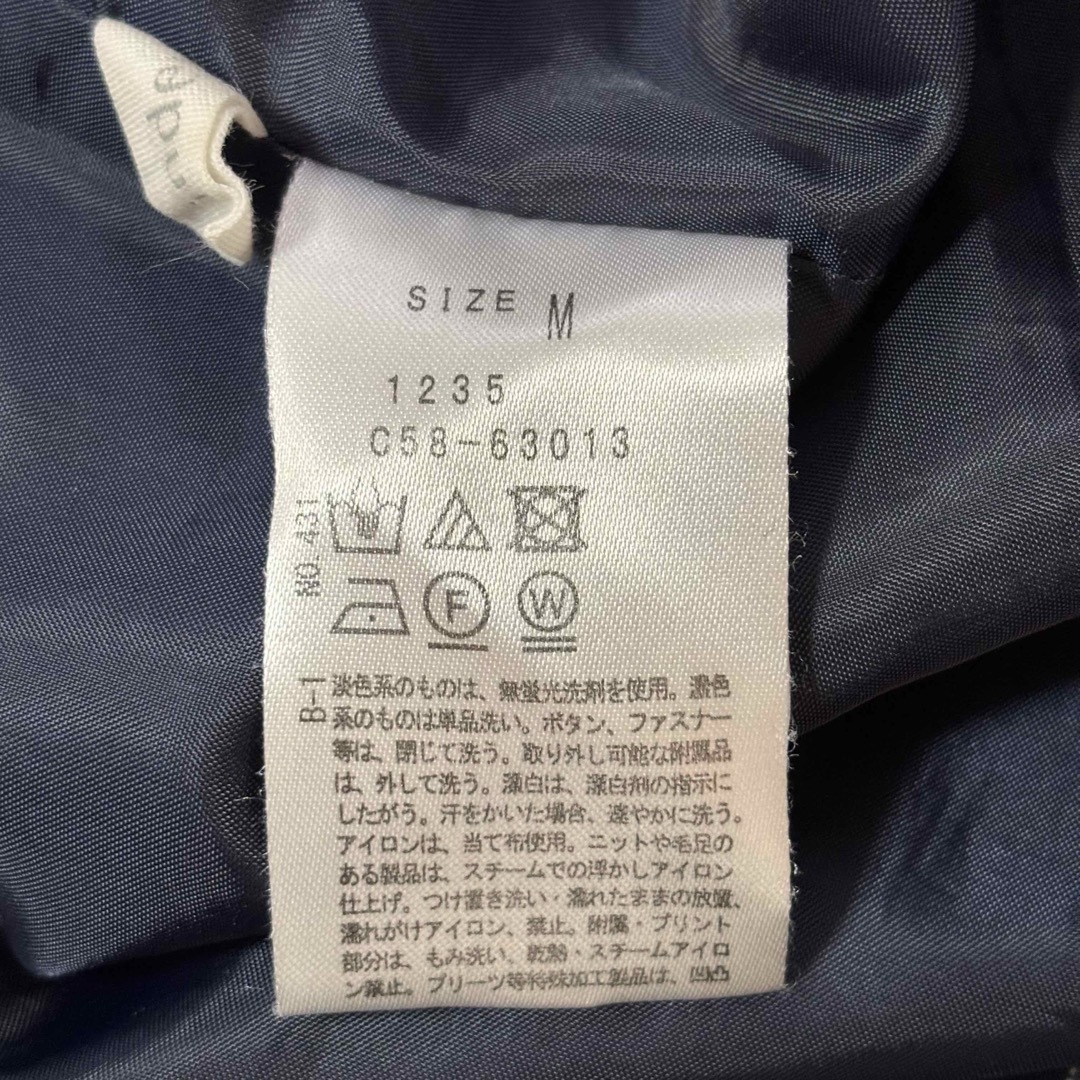 SIZE M
1235
C58-63013
NO. 431
F W
B-1
淡色系のものは、無蛍光洗剤を使用。濃色
系のものは単品洗い。ボタン、ファスナー
等は、閉じて洗う。取り外し可能な附属品
は、外して洗う。漂白は、漂白剤の指示に
したがう。汗をかいた場合、速やかに洗う。
アイロンは、当て布使用。ニットや毛足の
ある製品は、スチームでの浮かしアイロン
仕上げ。つけ置き洗い・濡れたままの放置、
濡れがけアイロン、禁止。附属・プリント
部分は、もみ洗い、乾熱・スチームアイロ
ン禁止。プリーツ等特殊加工製品は、凹凸